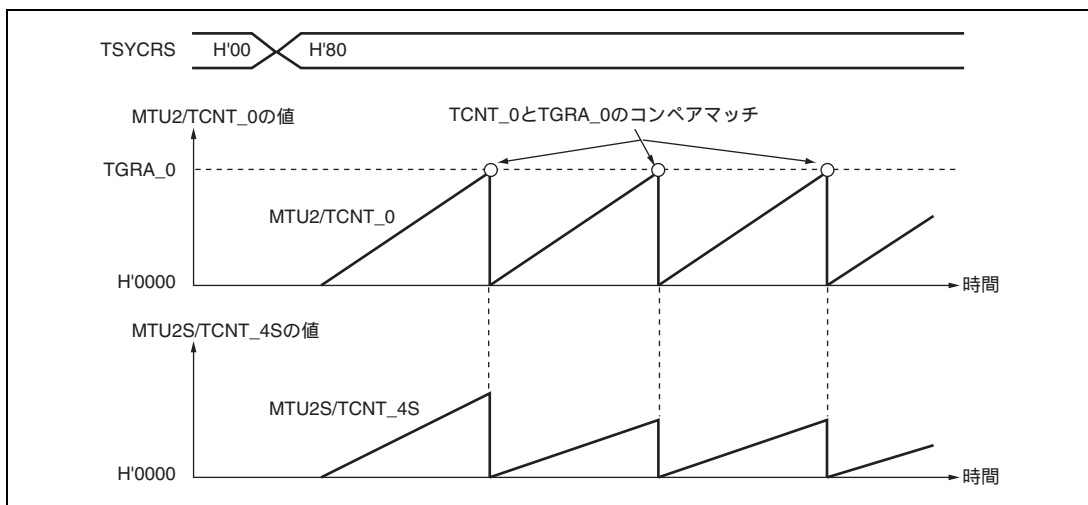 TSYCRS H'00 H'80
MTU2/TCNT_0の値 TCNT_0とTGRA_0のコンペアマッチ
TGRA_0
MTU2/TCNT_0
H'0000 時間
MTU2S/TCNT_4Sの値
MTU2S/TCNT_4S
H'0000 時間